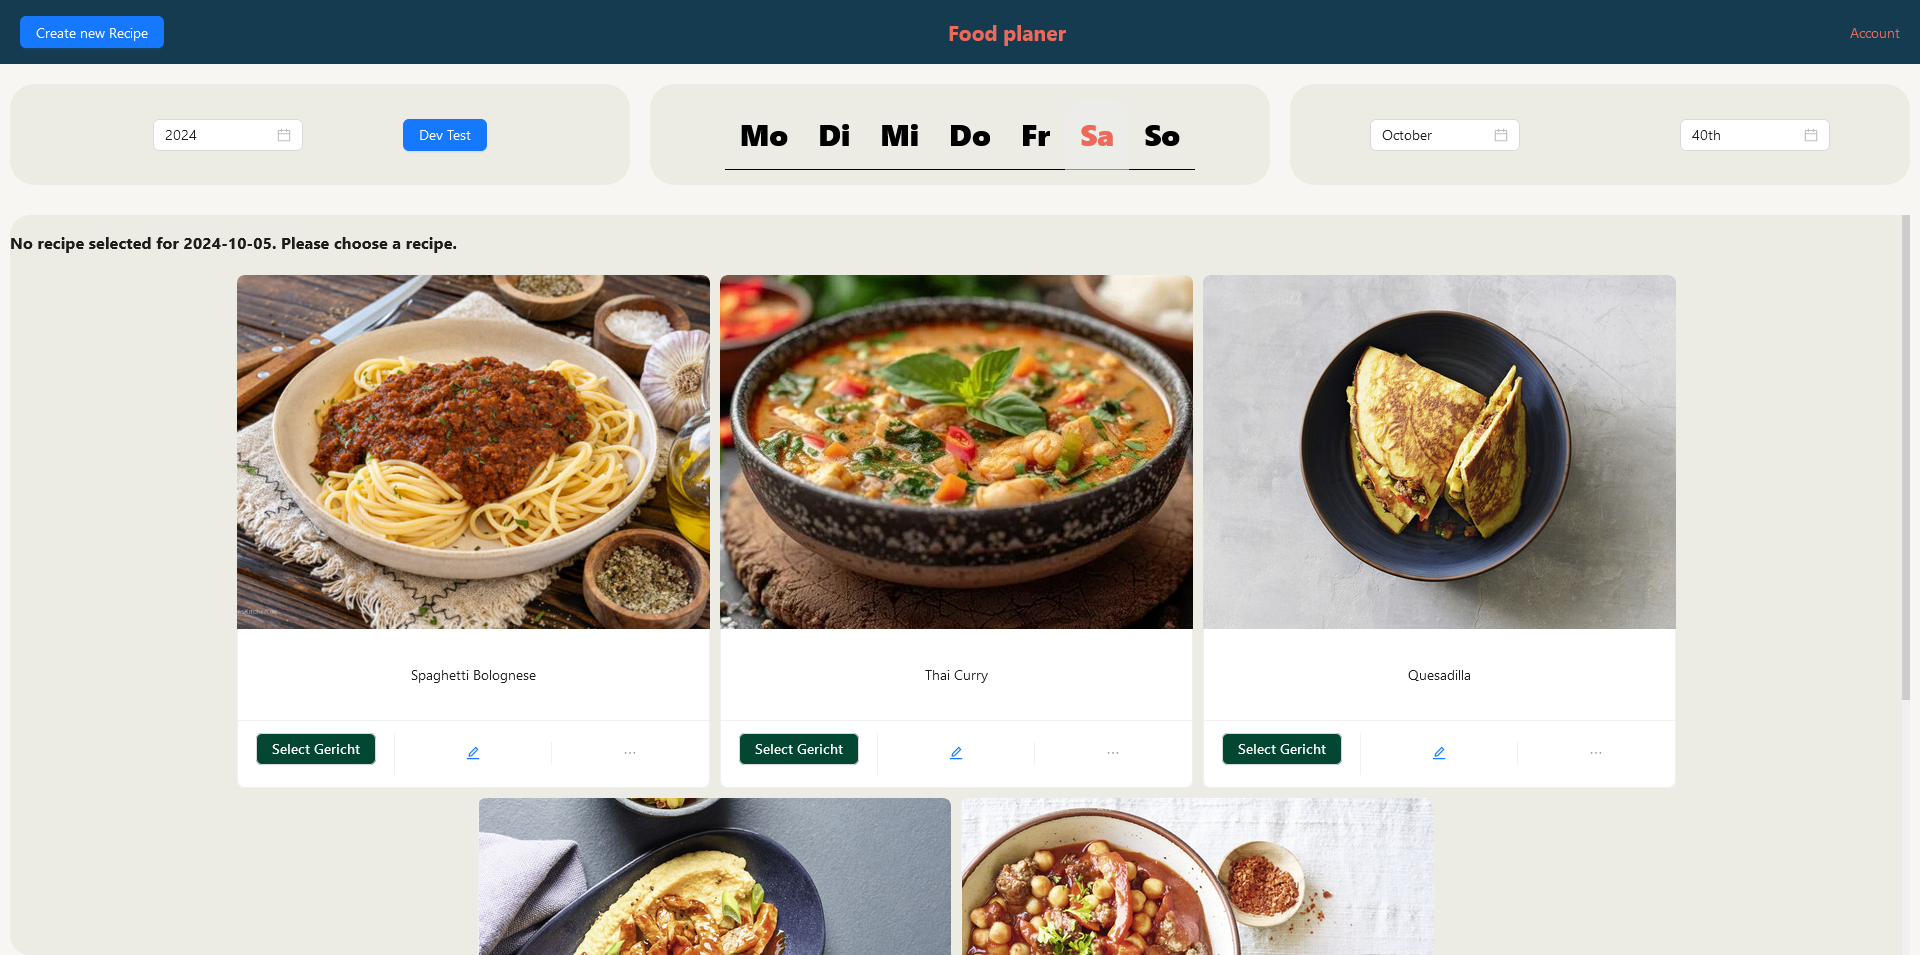 Create new Recipe
Food planer
Account
2024
Dev Test
Mo Di Mi Do Fr Sa So
October
40th
No recipe selected for 2024-10-05. Please choose a recipe.
Spaghetti Bolognese
Thai Curry
Quesadilla
Select Gericht
Select Gericht
Select Gericht